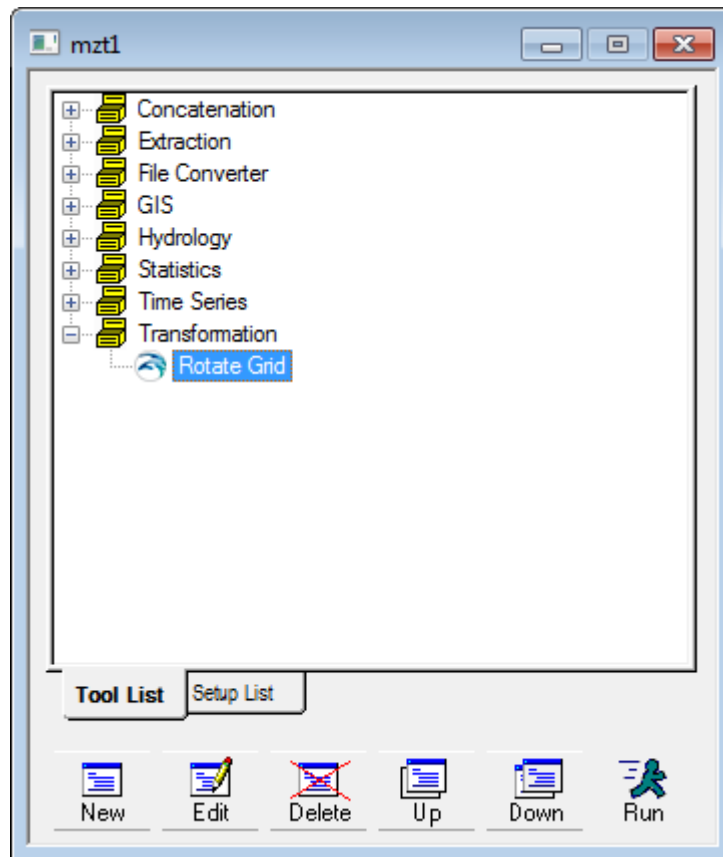 mzt1
Concatenation
Extraction
File Converter
GIS
Hydrology
Statistics
Time Series
Transformation
Rotate Grid
Tool List Setup List
New Edit Delete Up Down Run